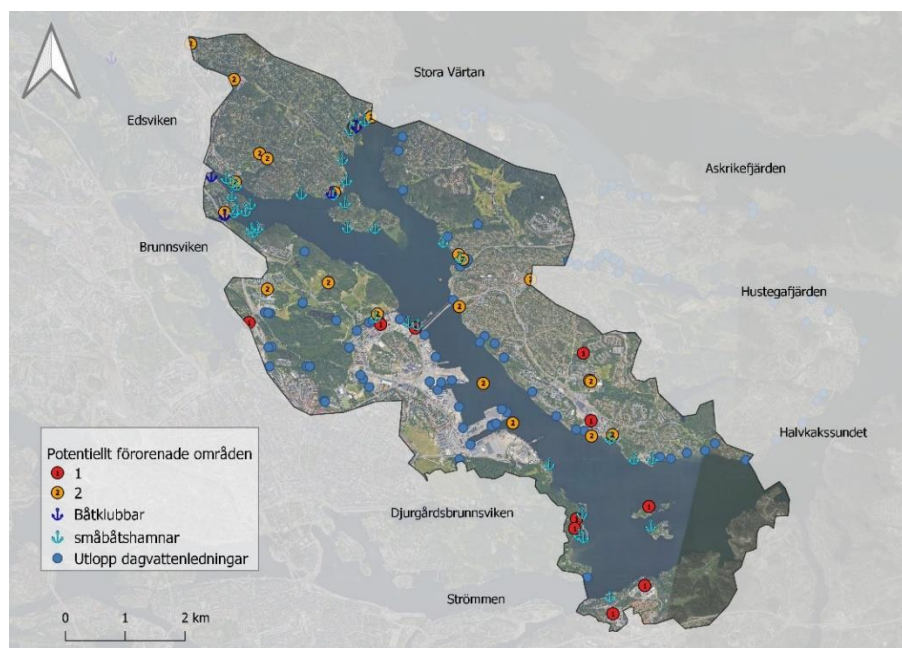 Stora Värtan
Edsviken
Askrikefjärden
Brunnsviken
Hustegafjärden
Halvkakssundet
Djurgårdsbrunnsviken
Strömmen
Potentiellt förorenade områden
1
2
Båtklubbar
småbåtshamnar
Utlopp dagvattenledningar
0 1 2 km